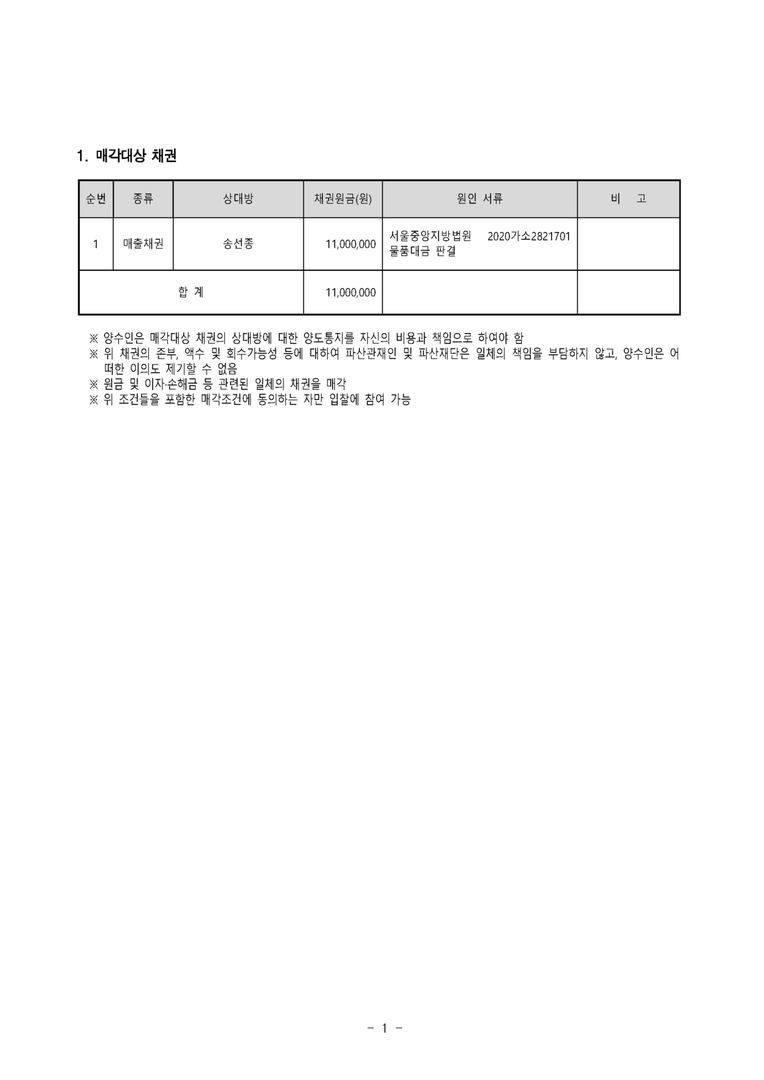 1. 매각대상 채권
순번 종류 상대방 채권원금(원) 원인 서류 비 고
1 매출채권 송선종 11,000,000 서울중앙지방법원 2020가소2821701
물품대금 판결
합 계 11,000,000
※ 양수인은 매각대상 채권의 상대방에 대한 양도통지를 자신의 비용과 책임으로 하여야 함
※ 위 채권의 존부, 액수 및 회수가능성 등에 대하여 파산관재인 및 파산재단은 일체의 책임을 부담하지 않고, 양수인은 어
떠한 이의도 제기할 수 없음
※ 원금 및 이자·손해금 등 관련된 일체의 채권을 매각
※ 위 조건들을 포함한 매각조건에 동의하는 자만 입찰에 참여 가능
- 1 -